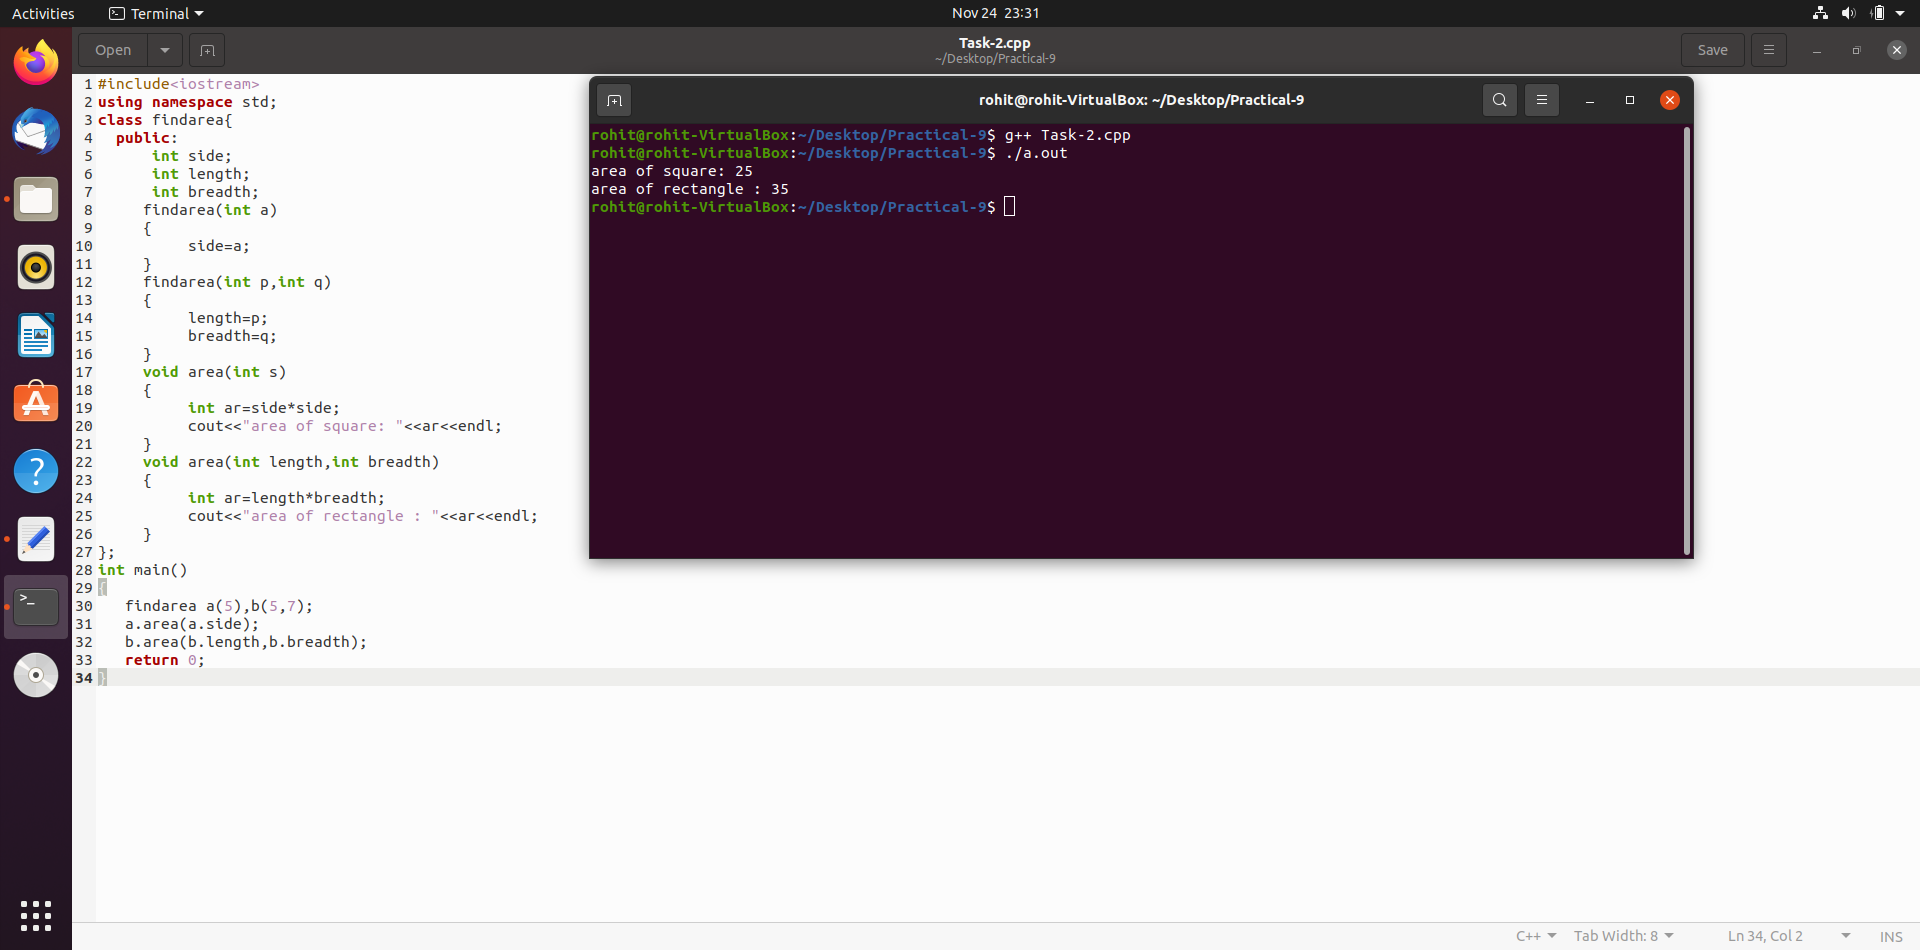 Activities
Terminal
Nov 24 23:31
Open
Task-2.cpp
~/Desktop/Practical-9
Save
1 #include<iostream>
2 using namespace std;
3 class findarea{
4 public:
5 int side;
6 int length;
7 int breadth;
8 findarea(int a)
9 {
10 side=a;
11 }
12 findarea(int p,int q)
13 {
14 length=p;
15 breadth=q;
16 }
17 void area(int s)
18 {
19 int ar=side*side;
20 cout<<"area of square: "<<ar<<endl;
21 }
22 void area(int length,int breadth)
23 {
24 int ar=length*breadth;
25 cout<<"area of rectangle : "<<ar<<endl;
26 }
27 };
28 int main()
29 {
30 findarea a(5),b(5,7);
31 a.area(a.side);
32 b.area(b.length,b.breadth);
33 return 0;
34 }
rohit@rohit-VirtualBox: ~/Desktop/Practical-9
rohit@rohit-VirtualBox:~/Desktop/Practical-9$ g++ Task-2.cpp
rohit@rohit-VirtualBox:~/Desktop/Practical-9$ ./a.out
area of square: 25
area of rectangle : 35
rohit@rohit-VirtualBox:~/Desktop/Practical-9$
C++
Tab Width: 8
Ln 34, Col 2
INS